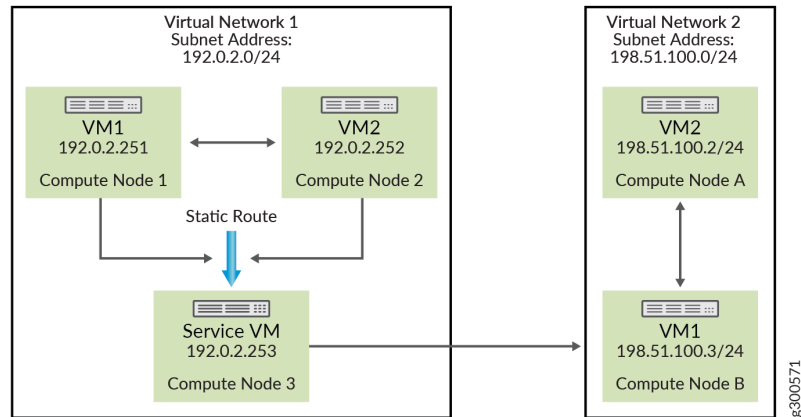 Virtual Network 1
Subnet Address:
192.0.2.0/24
VM1
192.0.2.251
Compute Node 1
VM2
192.0.2.252
Compute Node 2
Static Route
Service VM
192.0.2.253
Compute Node 3
Virtual Network 2
Subnet Address:
198.51.100.0/24
VM2
198.51.100.2/24
Compute Node A
VM1
198.51.100.3/24
Compute Node B
g300571